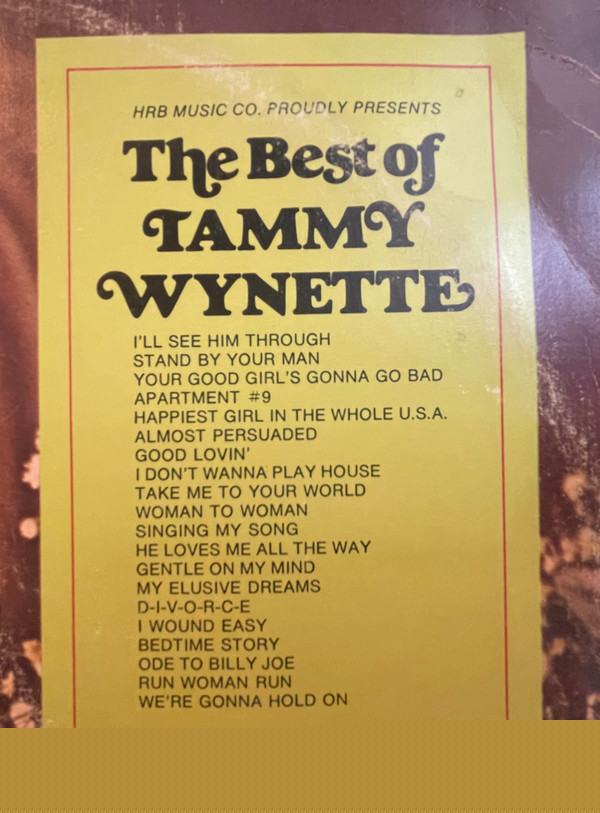 HRB MUSIC CO. PROUDLY PRESENTS
The Best of
TAMMY
WYNETTE
I'LL SEE HIM THROUGH
STAND BY YOUR MAN
YOUR GOOD GIRL'S GONNA GO BAD
APARTMENT #9
HAPPIEST GIRL IN THE WHOLE U.S.A.
ALMOST PERSUADED
GOOD LOVIN'
I DON'T WANNA PLAY HOUSE
TAKE ME TO YOUR WORLD
WOMAN TO WOMAN
SINGING MY SONG
HE LOVES ME ALL THE WAY
GENTLE ON MY MIND
MY ELUSIVE DREAMS
D-I-V-O-R-C-E
I WOUND EASY
BEDTIME STORY
ODE TO BILLY JOE
RUN WOMAN RUN
WE'RE GONNA HOLD ON